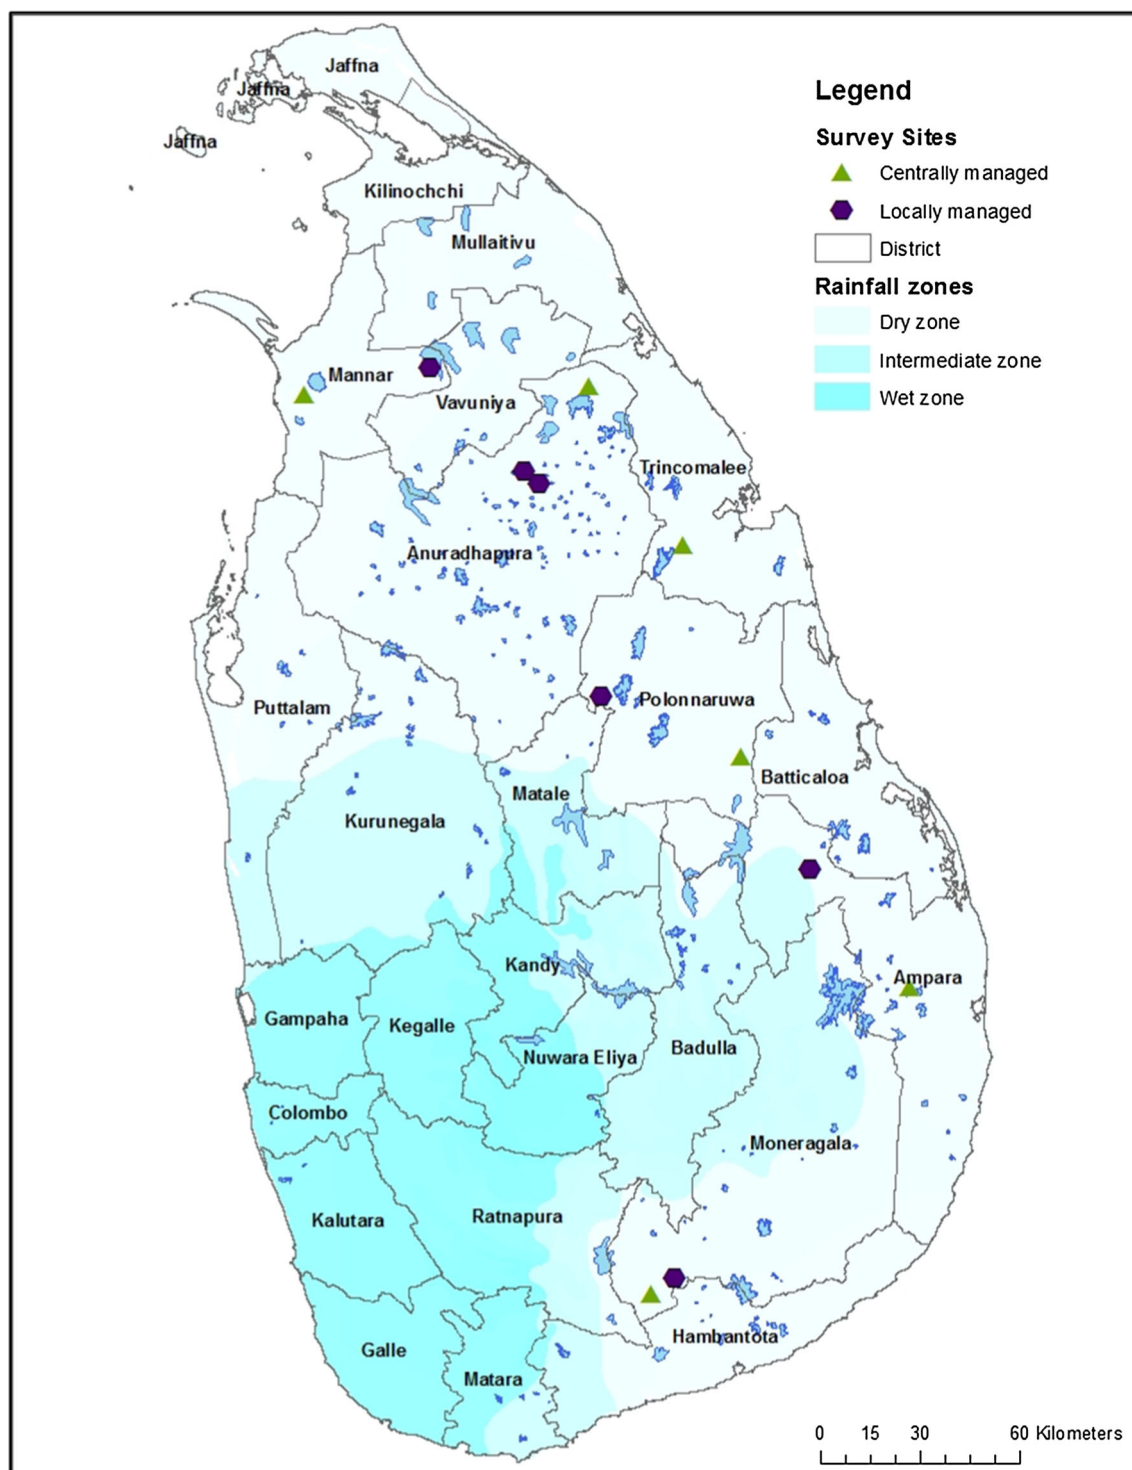 Jaffna
Jaffna
Jaffna
Kilinochchi
Mullaitivu
Mannar
Vavuniya
Trincomalee
Anuradhapura
Puttalam
Polonnaruwa
Batticaloa
Matale
Kurunegala
Kandy
Ampara
Gampaha
Kegalle
Nuwara Eliya
Badulla
Colombo
Moneragala
Kalutara
Ratnapura
Galle
Hambantota
Matara
Legend
Survey Sites
Centrally managed
Locally managed
District
Rainfall zones
Dry zone
Intermediate zone
Wet zone
0 15 30 60 Kilometers